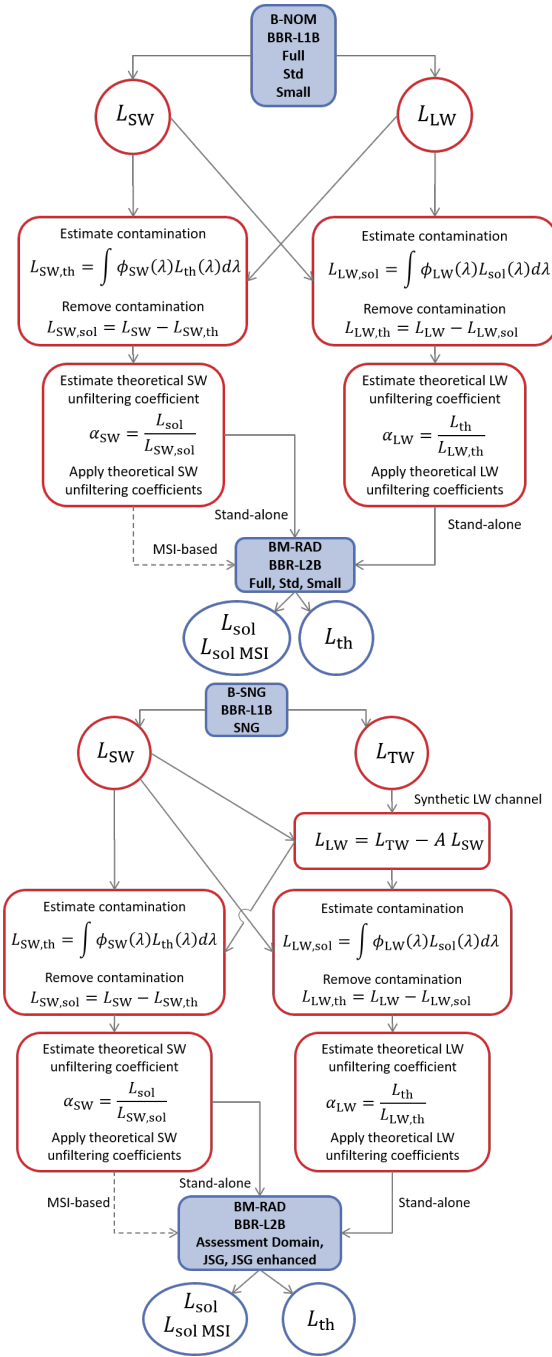 B-NOM
BBR-L1B
Full
Std
Small
L_SW
L_LW
Estimate contamination
L_SW,th = ∫ ϕ_SW(λ)L_th(λ)dλ
Remove contamination
L_SW,sol = L_SW − L_SW,th
Estimate contamination
L_LW,sol = ∫ ϕ_LW(λ)L_sol(λ)dλ
Remove contamination
L_LW,th = L_LW − L_LW,sol
Estimate theoretical SW
unfiltering coefficient
α_SW = L_sol / L_SW,sol
Apply theoretical SW
unfiltering coefficients
Estimate theoretical LW
unfiltering coefficient
α_LW = L_th / L_LW,th
Apply theoretical LW
unfiltering coefficients
Stand-alone
Stand-alone
MSI-based
BM-RAD
BBR-L2B
Full, Std, Small
L_sol
L_sol MSI
L_th
B-SNG
BBR-L1B
SNG
L_SW
L_TW
Synthetic LW channel
L_LW = L_TW − A L_SW
Estimate contamination
L_SW,th = ∫ ϕ_SW(λ)L_th(λ)dλ
Remove contamination
L_SW,sol = L_SW − L_SW,th
Estimate contamination
L_LW,sol = ∫ ϕ_LW(λ)L_sol(λ)dλ
Remove contamination
L_LW,th = L_LW − L_LW,sol
Estimate theoretical SW
unfiltering coefficient
α_SW = L_sol / L_SW,sol
Apply theoretical SW
unfiltering coefficients
Estimate theoretical LW
unfiltering coefficient
α_LW = L_th / L_LW,th
Apply theoretical LW
unfiltering coefficients
Stand-alone
MSI-based
Stand-alone
BM-RAD
BBR-L2B
Assessment Domain,
JSG, JSG enhanced
L_sol
L_sol MSI
L_th